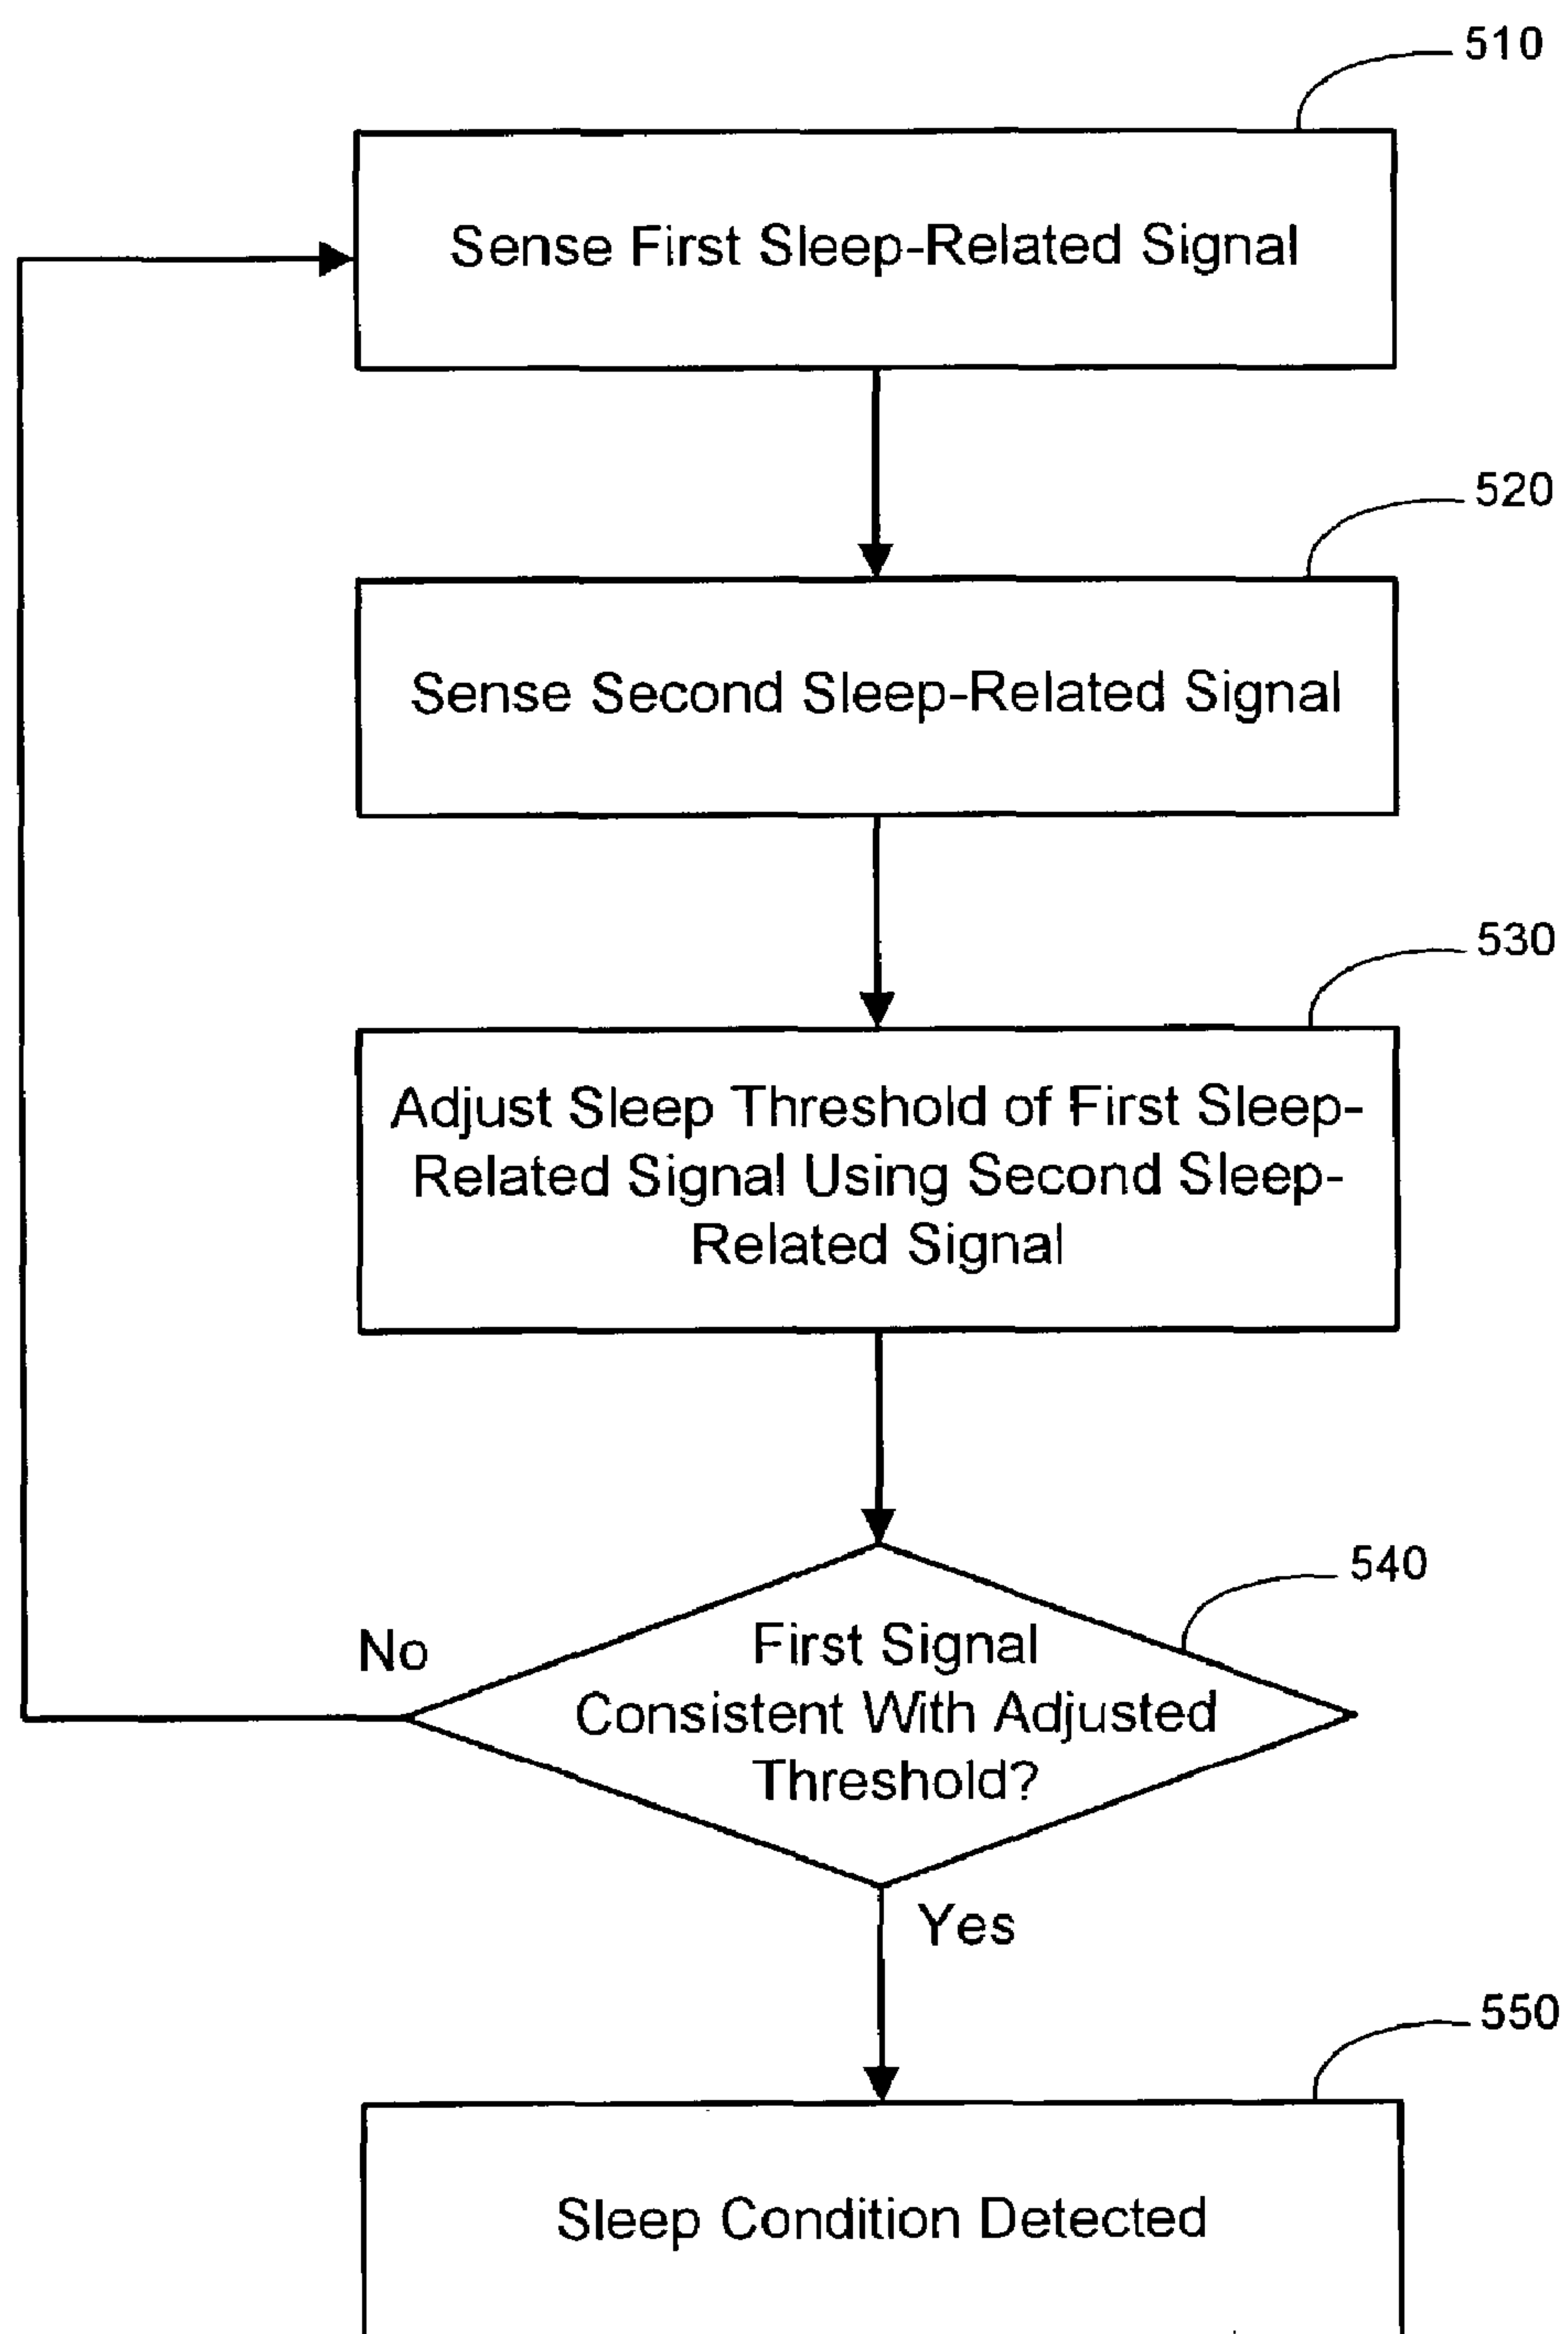 510
Sense First Sleep-Related Signal
520
Sense Second Sleep-Related Signal
530
Adjust Sleep Threshold of First Sleep-
Related Signal Using Second Sleep-
Related Signal
540
No
First Signal
Consistent With Adjusted
Threshold?
Yes
550
Sleep Condition Detected